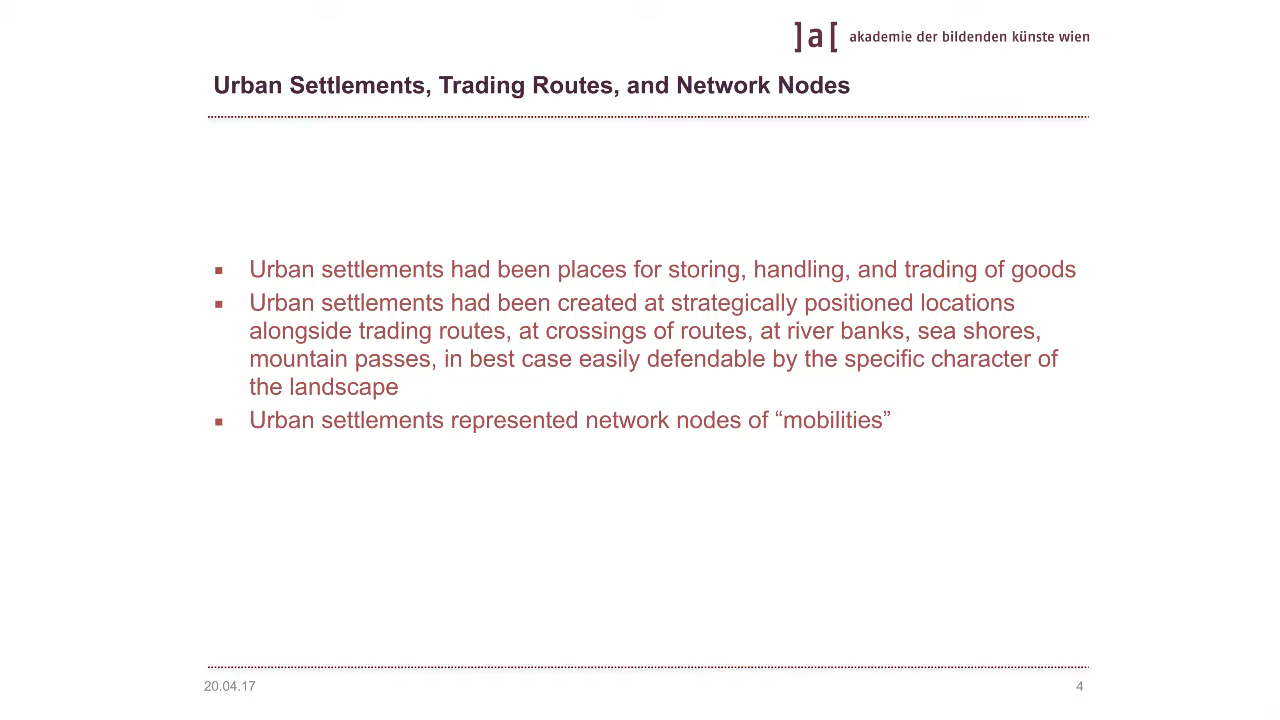 ]a[ akademie der bildenden künste wien
Urban Settlements, Trading Routes, and Network Nodes
▪ Urban settlements had been places for storing, handling, and trading of goods
▪ Urban settlements had been created at strategically positioned locations
alongside trading routes, at crossings of routes, at river banks, sea shores,
mountain passes, in best case easily defendable by the specific character of
the landscape
▪ Urban settlements represented network nodes of “mobilities”
20.04.17
4